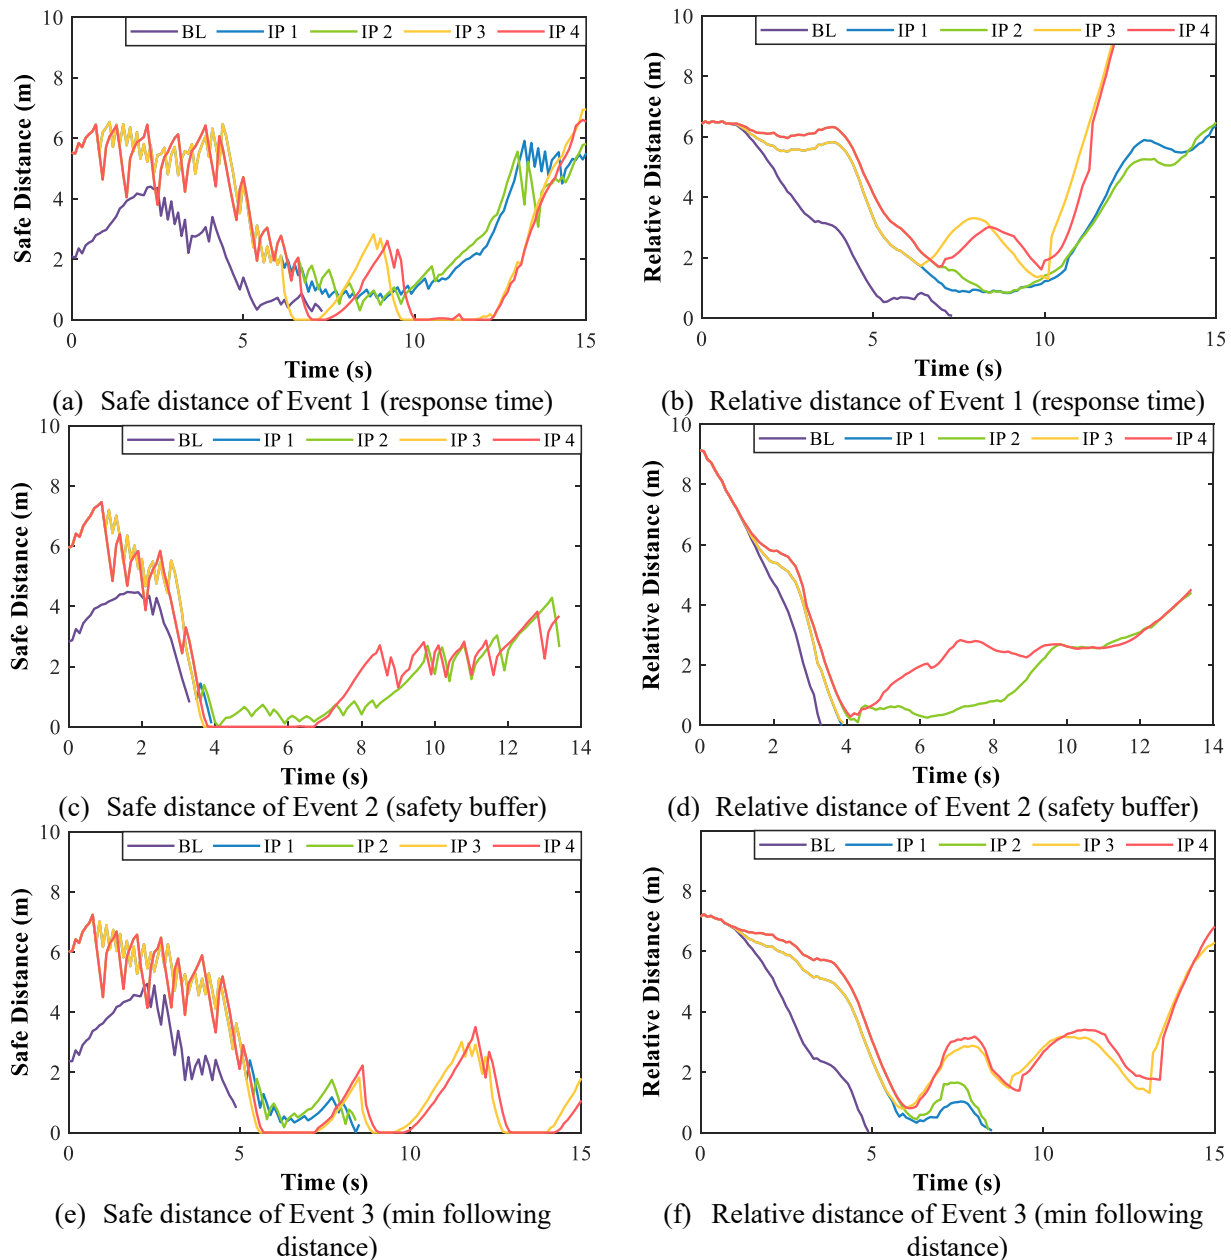 BL IP 1 IP 2 IP 3 IP 4
Safe Distance (m)
10
8
6
4
2
0
0 5 10 15
Time (s)
(a) Safe distance of Event 1 (response time)
BL IP 1 IP 2 IP 3 IP 4
Relative Distance (m)
10
8
6
4
2
0
0 5 10 15
Time (s)
(b) Relative distance of Event 1 (response time)
BL IP 1 IP 2 IP 3 IP 4
Safe Distance (m)
10
8
6
4
2
0
0 2 4 6 8 10 12 14
Time (s)
(c) Safe distance of Event 2 (safety buffer)
BL IP 1 IP 2 IP 3 IP 4
Relative Distance (m)
10
8
6
4
2
0
0 2 4 6 8 10 12 14
Time (s)
(d) Relative distance of Event 2 (safety buffer)
BL IP 1 IP 2 IP 3 IP 4
Safe Distance (m)
10
8
6
4
2
0
0 5 10 15
Time (s)
(e) Safe distance of Event 3 (min following
distance)
BL IP 1 IP 2 IP 3 IP 4
Relative Distance (m)
10
8
6
4
2
0
0 5 10 15
Time (s)
(f) Relative distance of Event 3 (min following
distance)